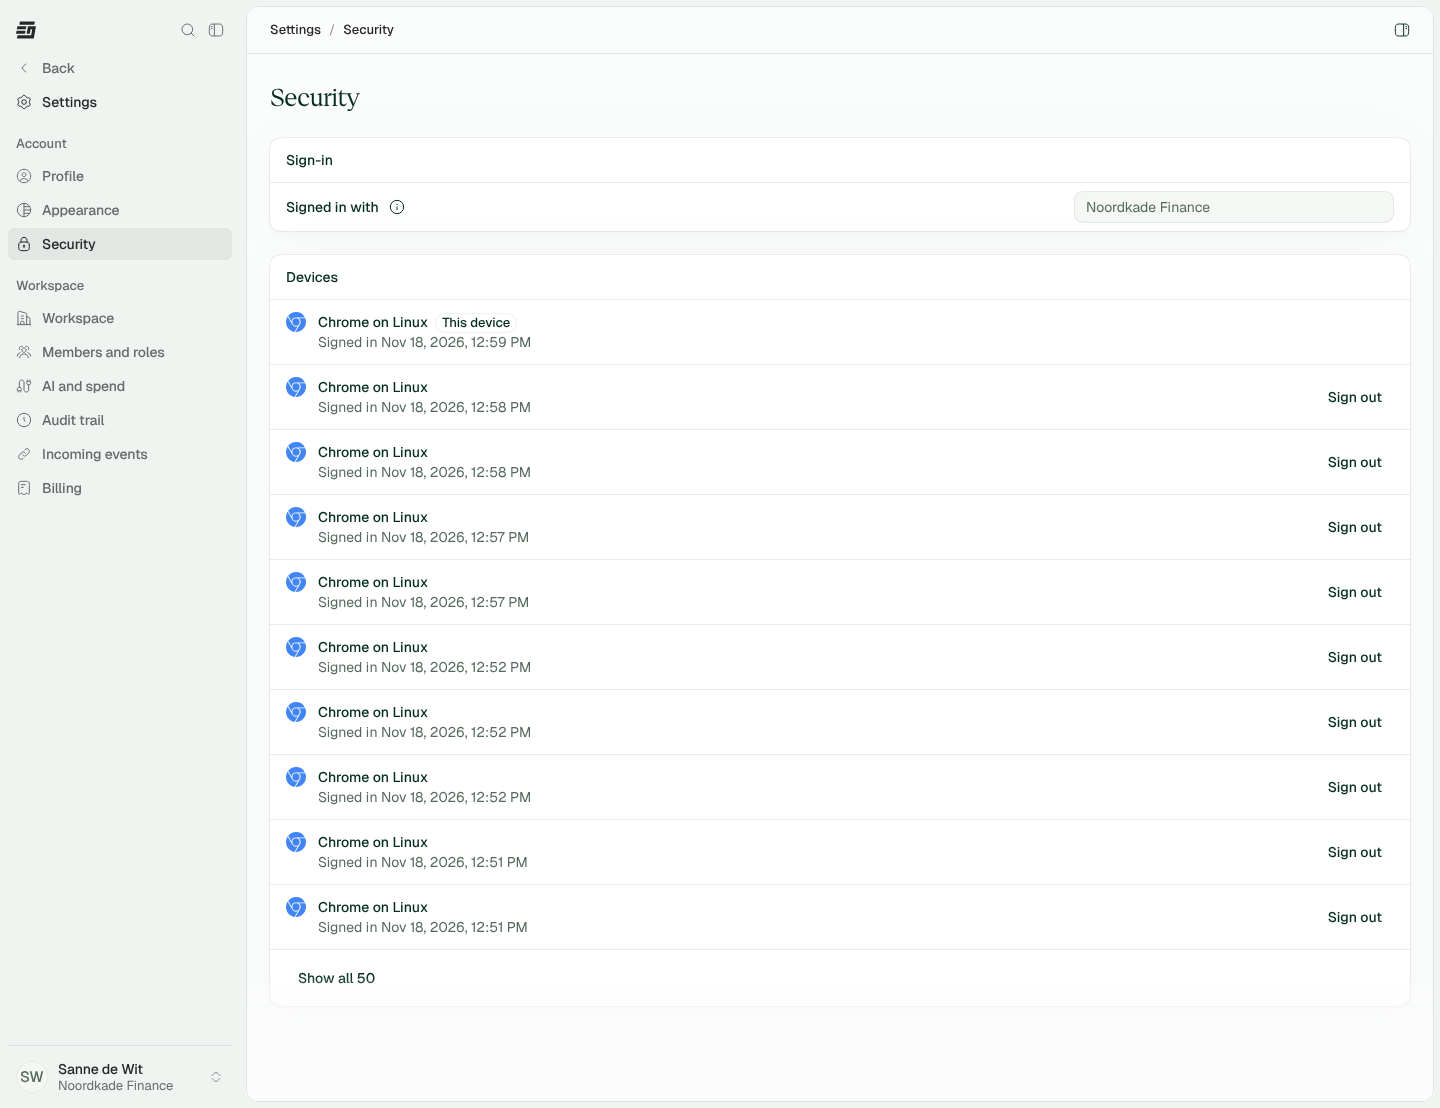 Back
Settings
Account
Profile
Appearance
Security
Workspace
Workspace
Members and roles
AI and spend
Audit trail
Incoming events
Billing
Sanne de Wit
SW
Noordkade Finance
Settings / Security
Security
Sign-in
Signed in with
Noordkade Finance
Devices
Chrome on Linux This device
Signed in Nov 18, 2026, 12:59 PM
Chrome on Linux
Signed in Nov 18, 2026, 12:58 PM
Sign out
Chrome on Linux
Signed in Nov 18, 2026, 12:58 PM
Sign out
Chrome on Linux
Signed in Nov 18, 2026, 12:57 PM
Sign out
Chrome on Linux
Signed in Nov 18, 2026, 12:57 PM
Sign out
Chrome on Linux
Signed in Nov 18, 2026, 12:52 PM
Sign out
Chrome on Linux
Signed in Nov 18, 2026, 12:52 PM
Sign out
Chrome on Linux
Signed in Nov 18, 2026, 12:52 PM
Sign out
Chrome on Linux
Signed in Nov 18, 2026, 12:51 PM
Sign out
Chrome on Linux
Signed in Nov 18, 2026, 12:51 PM
Sign out
Show all 50